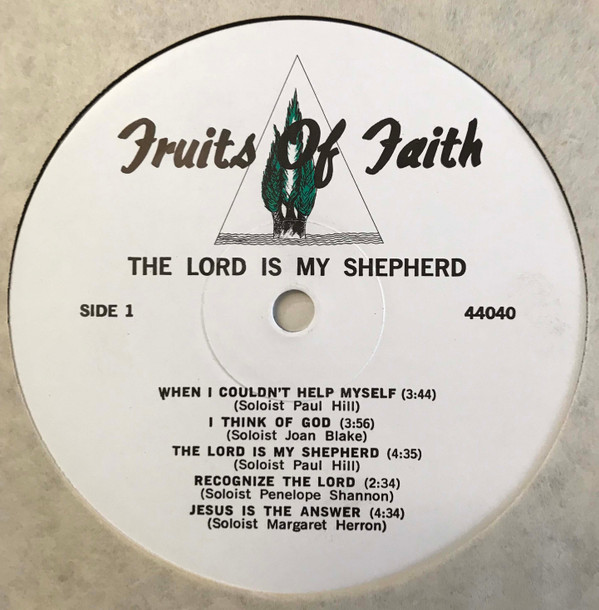 Fruits Of Faith
THE LORD IS MY SHEPHERD
SIDE 1 44040
WHEN I COULDN'T HELP MYSELF (3:44)
(Soloist Paul Hill)
I THINK OF GOD (3:56)
(Soloist Joan Blake)
THE LORD IS MY SHEPHERD (4:35)
(Soloist Paul Hill)
RECOGNIZE THE LORD (2:34)
(Soloist Penelope Shannon)
JESUS IS THE ANSWER (4:34)
(Soloist Margaret Herron)